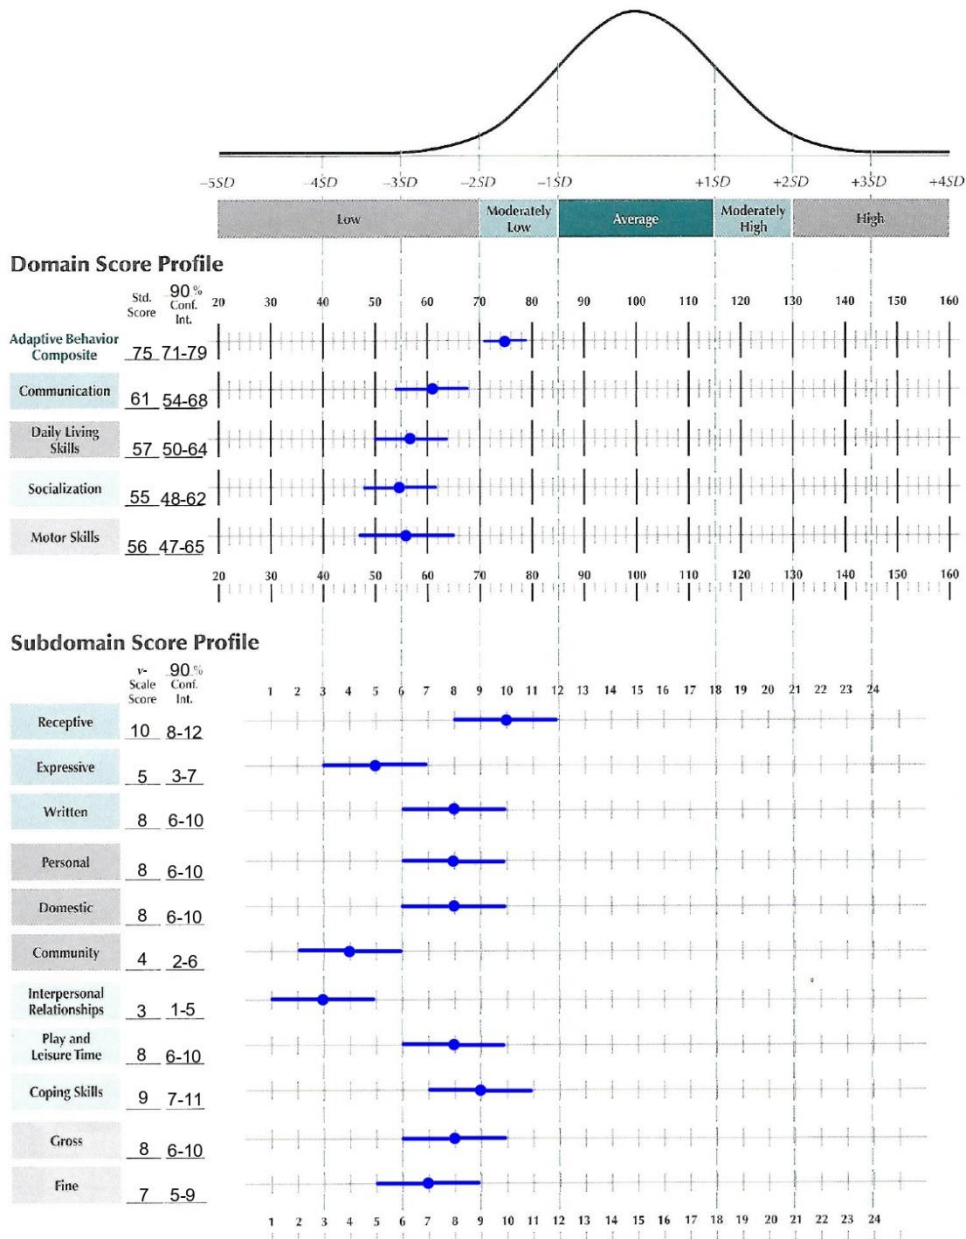 −5SD −4SD −3SD −2SD −1SD +1SD +2SD +3SD +4SD
Low Moderately Low Average Moderately High High
Domain Score Profile
Std. Score 90% Conf. Int. 20 30 40 50 60 70 80 90 100 110 120 130 140 150 160
Adaptive Behavior Composite 75 71-79
Communication 61 54-68
Daily Living Skills 57 50-64
Socialization 55 48-62
Motor Skills 56 47-65
20 30 40 50 60 70 80 90 100 110 120 130 140 150 160
Subdomain Score Profile
v-Scale Score 90% Conf. Int. 1 2 3 4 5 6 7 8 9 10 11 12 13 14 15 16 17 18 19 20 21 22 23 24
Receptive 10 8-12
Expressive 5 3-7
Written 8 6-10
Personal 8 6-10
Domestic 8 6-10
Community 4 2-6
Interpersonal Relationships 3 1-5
Play and Leisure Time 8 6-10
Coping Skills 9 7-11
Gross 8 6-10
Fine 7 5-9
1 2 3 4 5 6 7 8 9 10 11 12 13 14 15 16 17 18 19 20 21 22 23 24